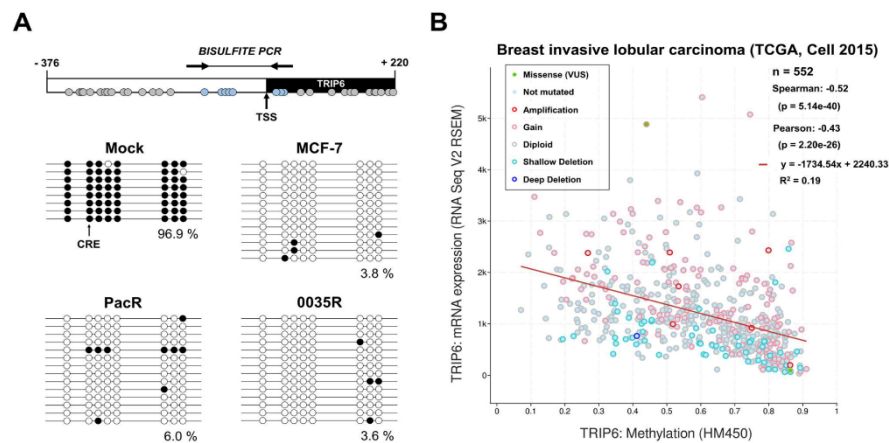 A
BISULFITE PCR
- 376
+ 220
TRIP6
TSS
Mock
MCF-7
CRE
96.9 %
3.8 %
PacR
0035R
6.0 %
3.6 %
B
Breast invasive lobular carcinoma (TCGA, Cell 2015)
Missense (VUS)
Not mutated
Amplification
Gain
Diploid
Shallow Deletion
Deep Deletion
n = 552
Spearman: -0.52
(p = 5.14e-40)
Pearson: -0.43
(p = 2.20e-26)
y = -1734.54x + 2240.33
R² = 0.19
TRIP6: mRNA expression (RNA Seq V2 RSEM)
5k
4k
3k
2k
1k
0
0 0.1 0.2 0.3 0.4 0.5 0.6 0.7 0.8 0.9 1
TRIP6: Methylation (HM450)